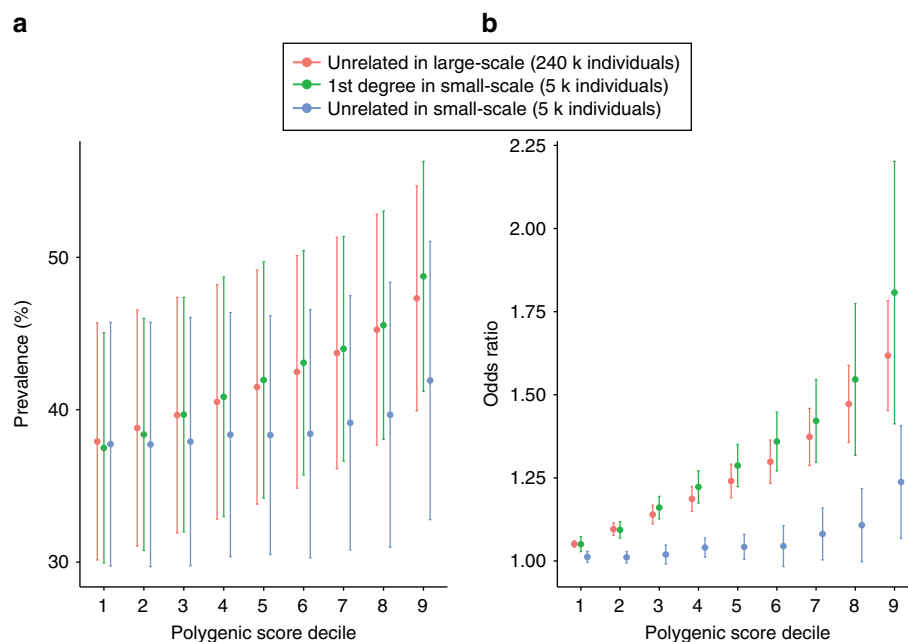 a
b
Unrelated in large-scale (240 k individuals)
1st degree in small-scale (5 k individuals)
Unrelated in small-scale (5 k individuals)
Prevalence (%)
50
40
30
1 2 3 4 5 6 7 8 9
Polygenic score decile
Odds ratio
2.25
2.00
1.75
1.50
1.25
1.00
1 2 3 4 5 6 7 8 9
Polygenic score decile